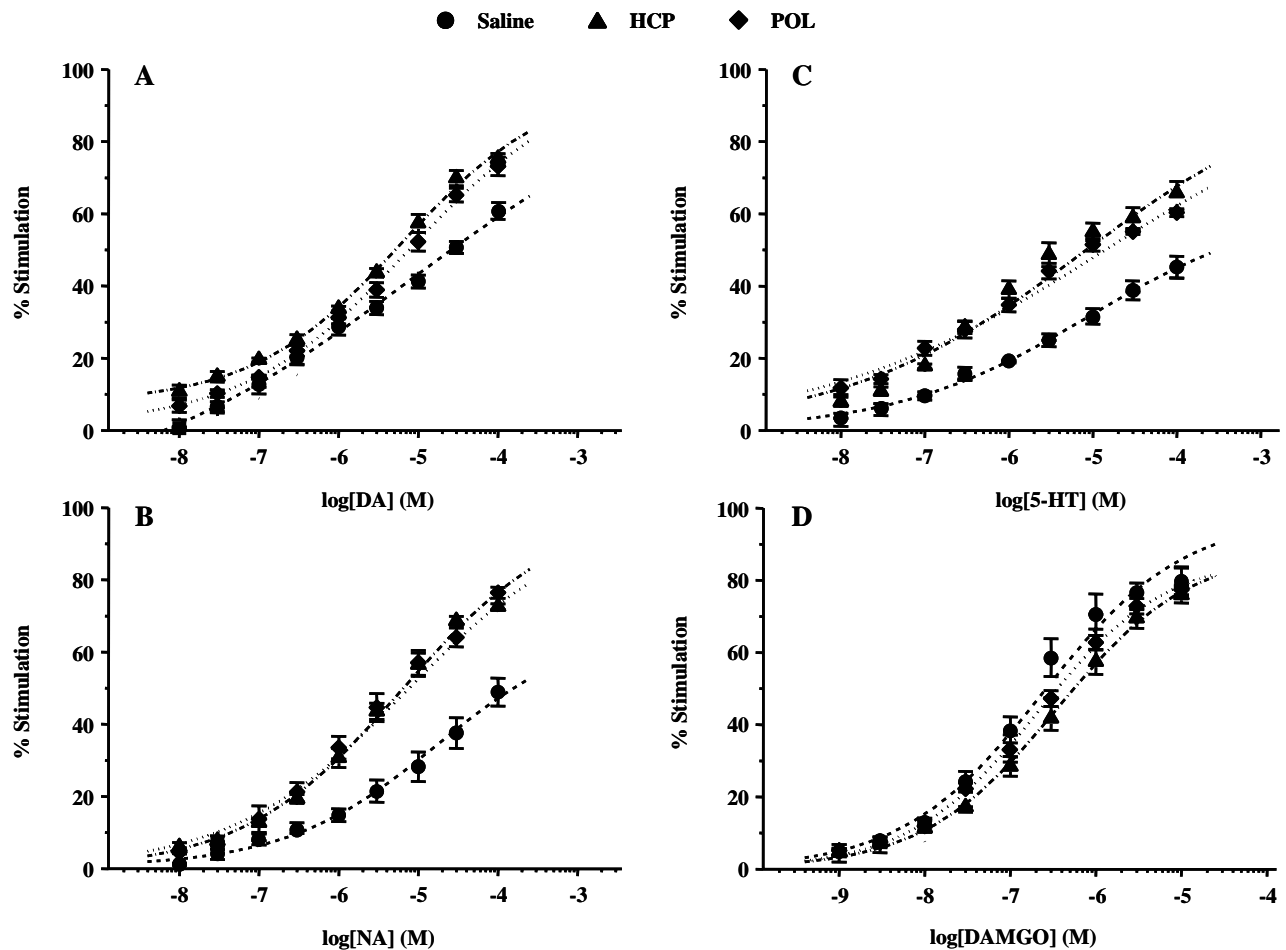 Saline HCP POL
A
100
80
60
40
20
0
% Stimulation
-8 -7 -6 -5 -4 -3
log[DA] (M)
C
100
80
60
40
20
0
% Stimulation
-8 -7 -6 -5 -4 -3
log[5-HT] (M)
B
100
80
60
40
20
0
% Stimulation
-8 -7 -6 -5 -4 -3
log[NA] (M)
D
100
80
60
40
20
0
% Stimulation
-9 -8 -7 -6 -5 -4
log[DAMGO] (M)